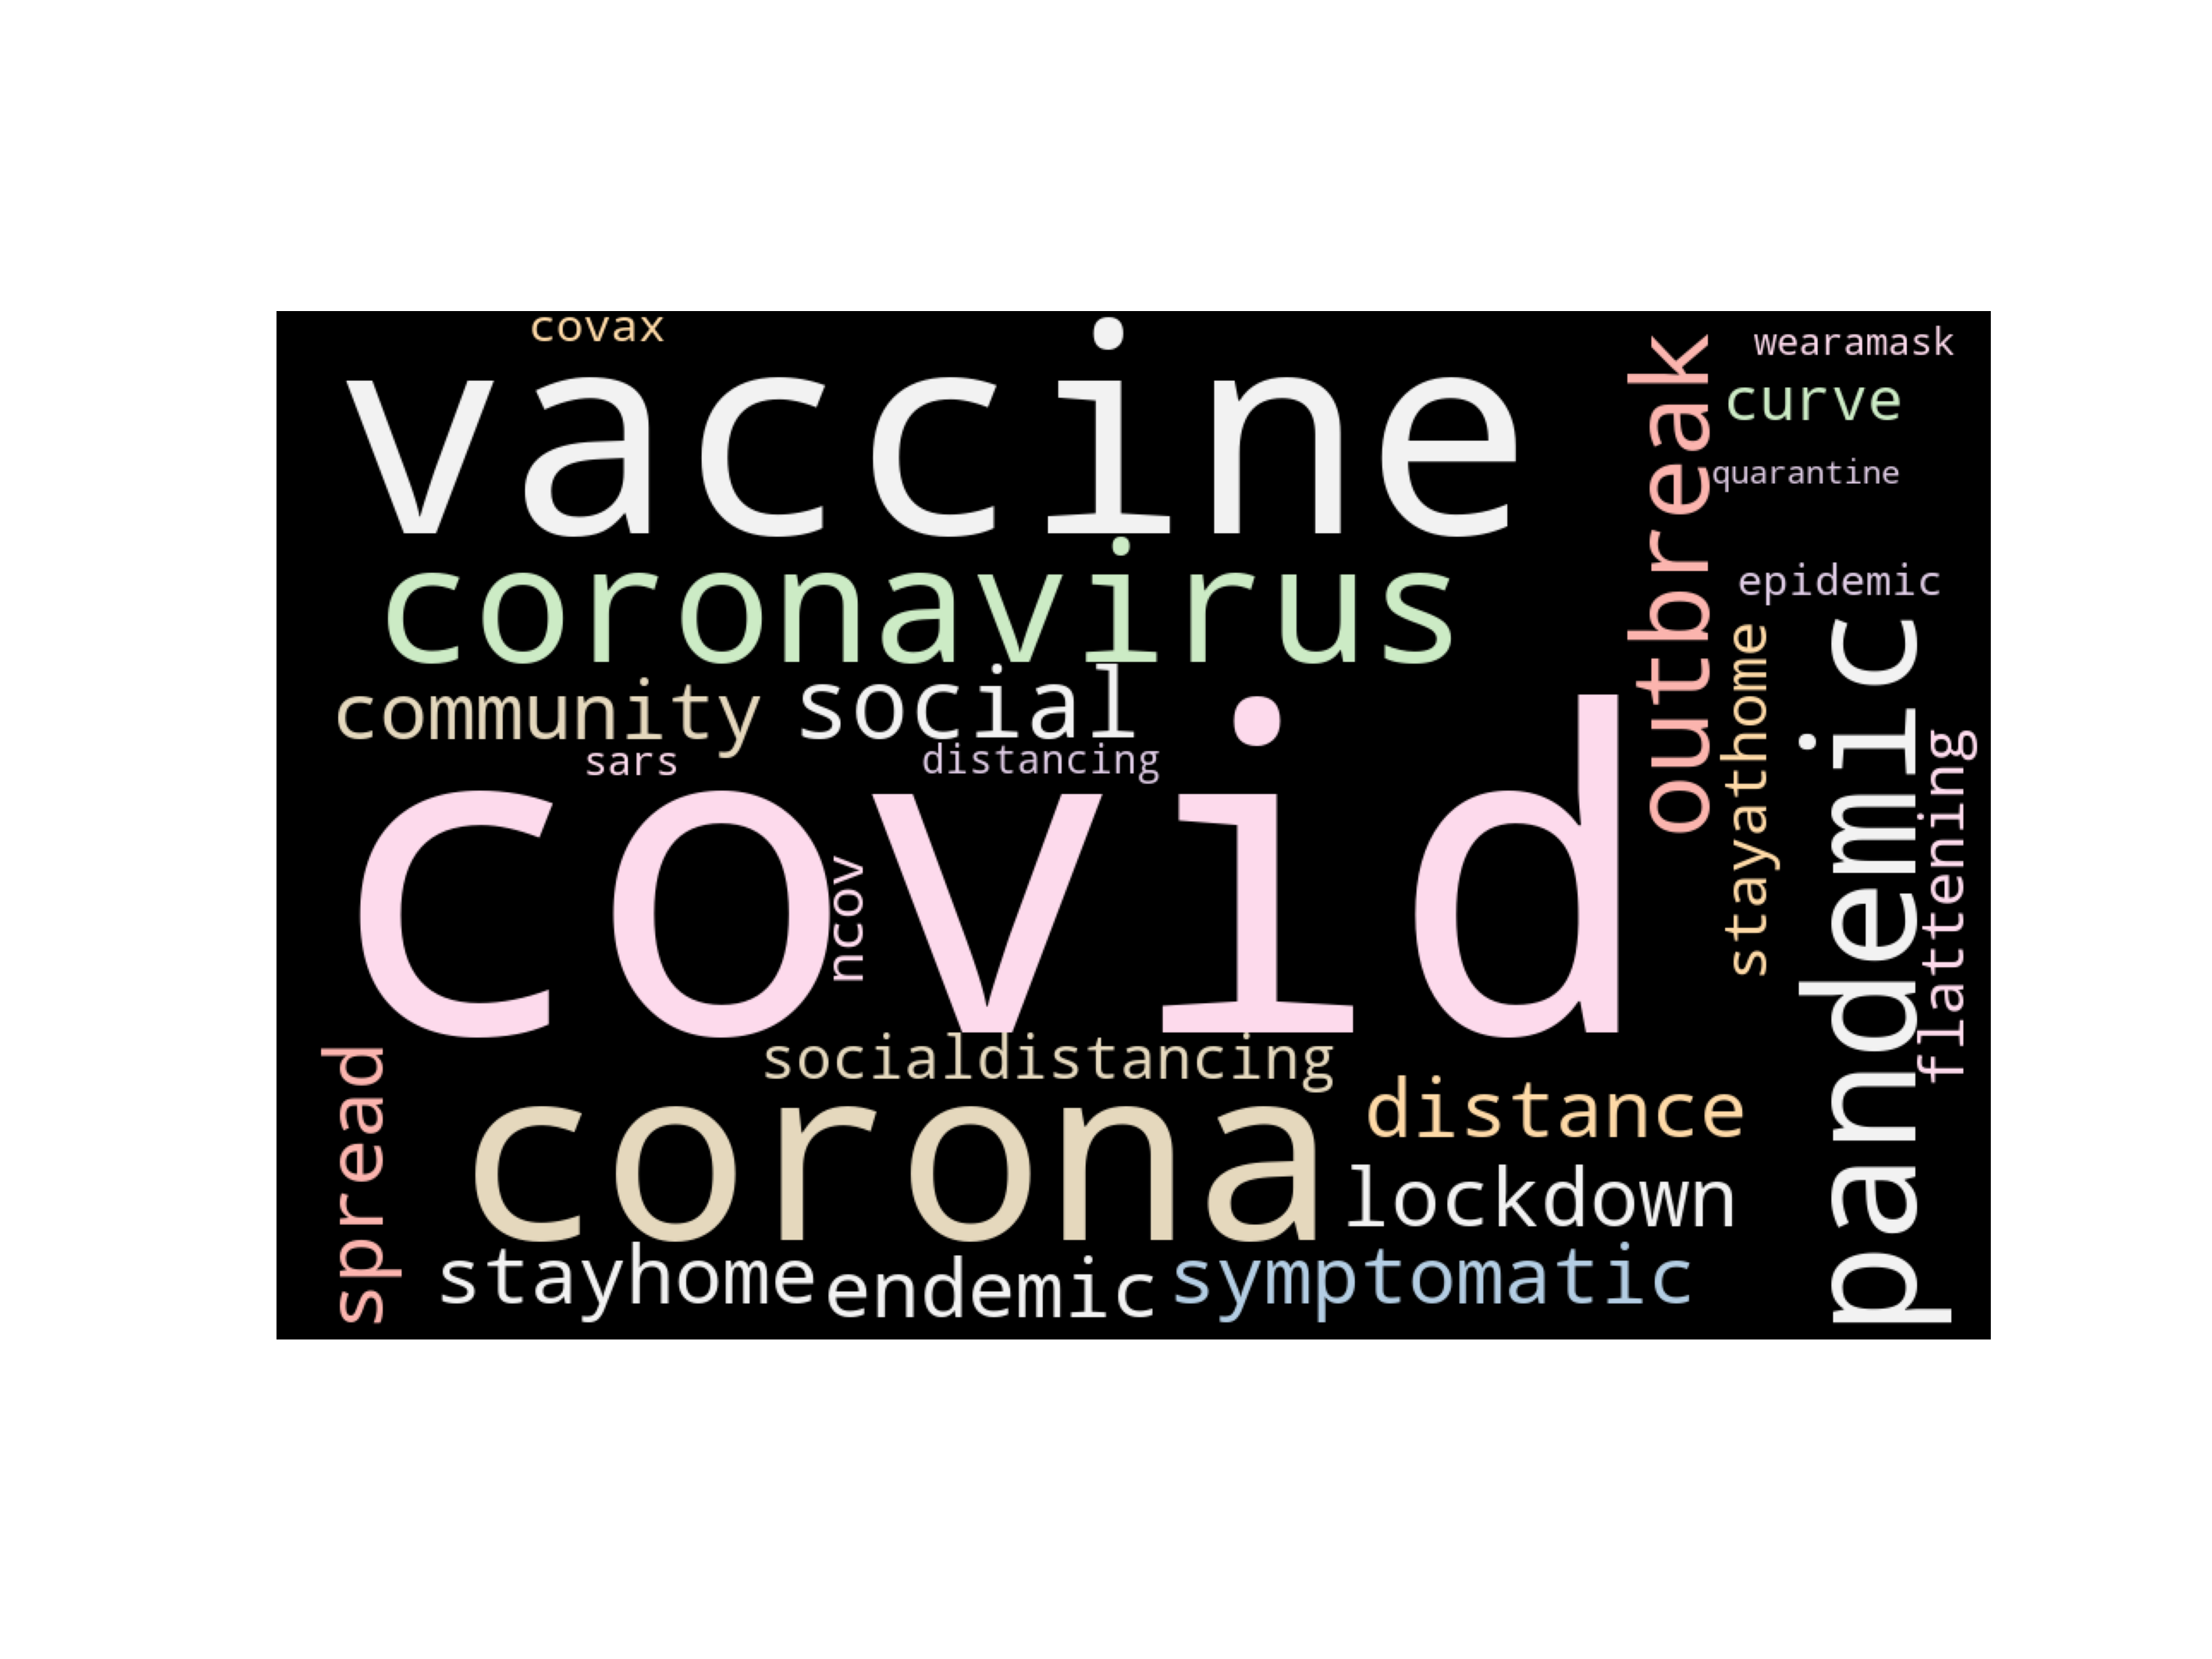 covax
vaccine
wearamask
curve
outbreak
quarantine
coronavirus
epidemic
community
social
sars
distancing
stayathome
pandemic
flattening
covid
ncov
socialdistancing
spread
corona
distance
lockdown
stayhome
endemic
symptomatic